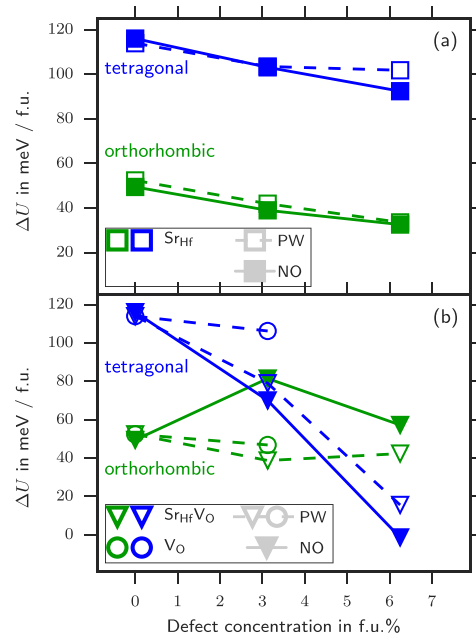 120
(a)
tetragonal
100
80
orthorhombic
60
40
20
Sr_Hf
PW
NO
ΔU in meV / f.u.
120
(b)
100
tetragonal
80
60
40
orthorhombic
20
0
Sr_HfV_O
PW
V_O
NO
ΔU in meV / f.u.
0 1 2 3 4 5 6 7
Defect concentration in f.u.%